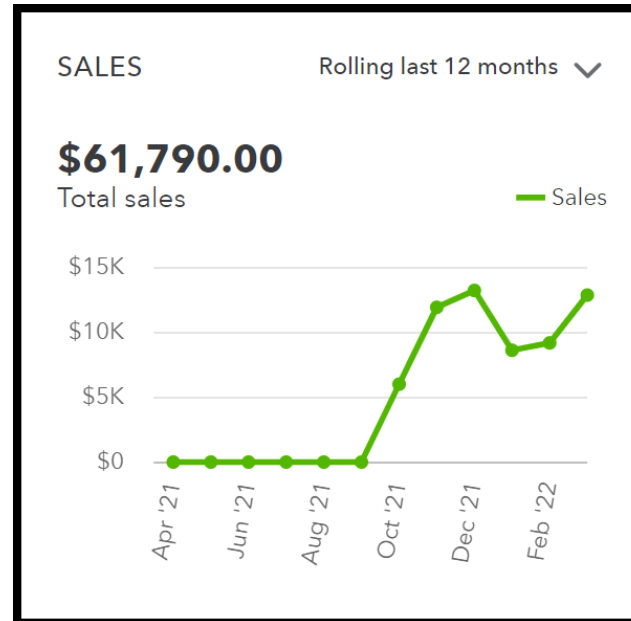 SALES
Rolling last 12 months
$61,790.00
Total sales
Sales
$15K
$10K
$5K
$0
Apr '21
Jun '21
Aug '21
Oct '21
Dec '21
Feb '22